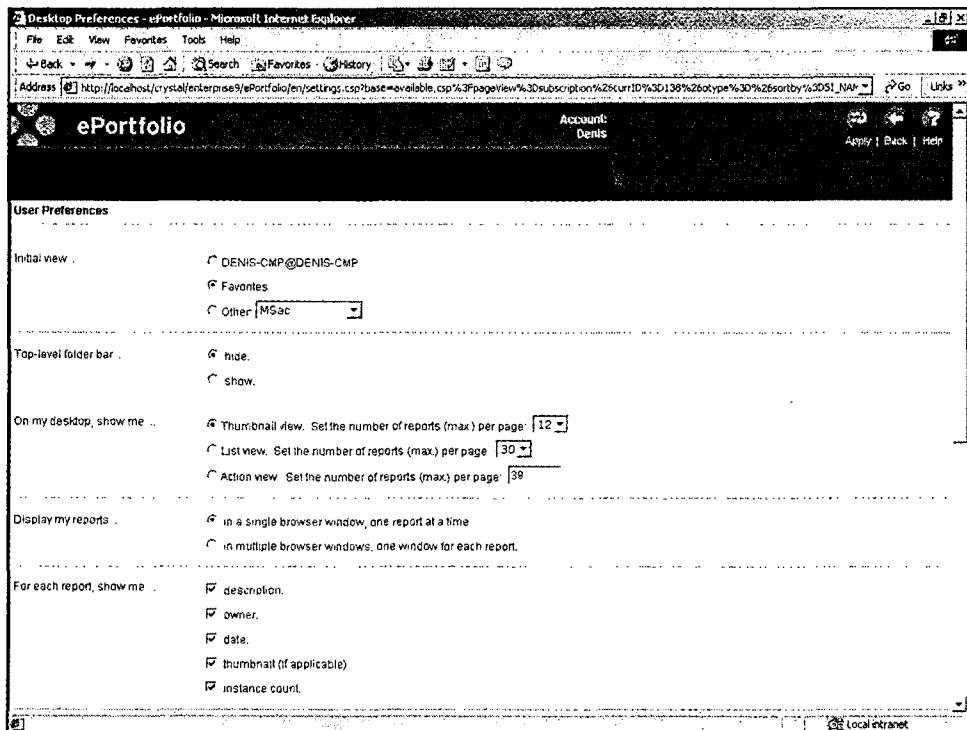 Desktop Preferences - ePortfolio - Microsoft Internet Explorer
File Edit View Favorites Tools Help
Back Search Favorites History
Address http://localhost/crystal/enterprise9/ePortfolio/en/settings.csp?base=available.csp%3FpageView%3Dsubscription%26currID%3D138%26otype%3D%26sortby%3DSI_NAM Go Links »
ePortfolio
Account:
Denis
Apply | Back | Help
User Preferences
Initial view .
DENIS-CMP@DENIS-CMP
Favorites
Other MSac
Top-level folder bar .
hide.
show.
On my desktop, show me ..
Thumbnail view. Set the number of reports (max.) per page: 12
List view. Set the number of reports (max.) per page 30
Action view Set the number of reports (max.) per page: 39
Display my reports .
in a single browser window, one report at a time
in multiple browser windows, one window for each report.
For each report, show me .
description.
owner.
date.
thumbnail (if applicable)
instance count.
Local intranet